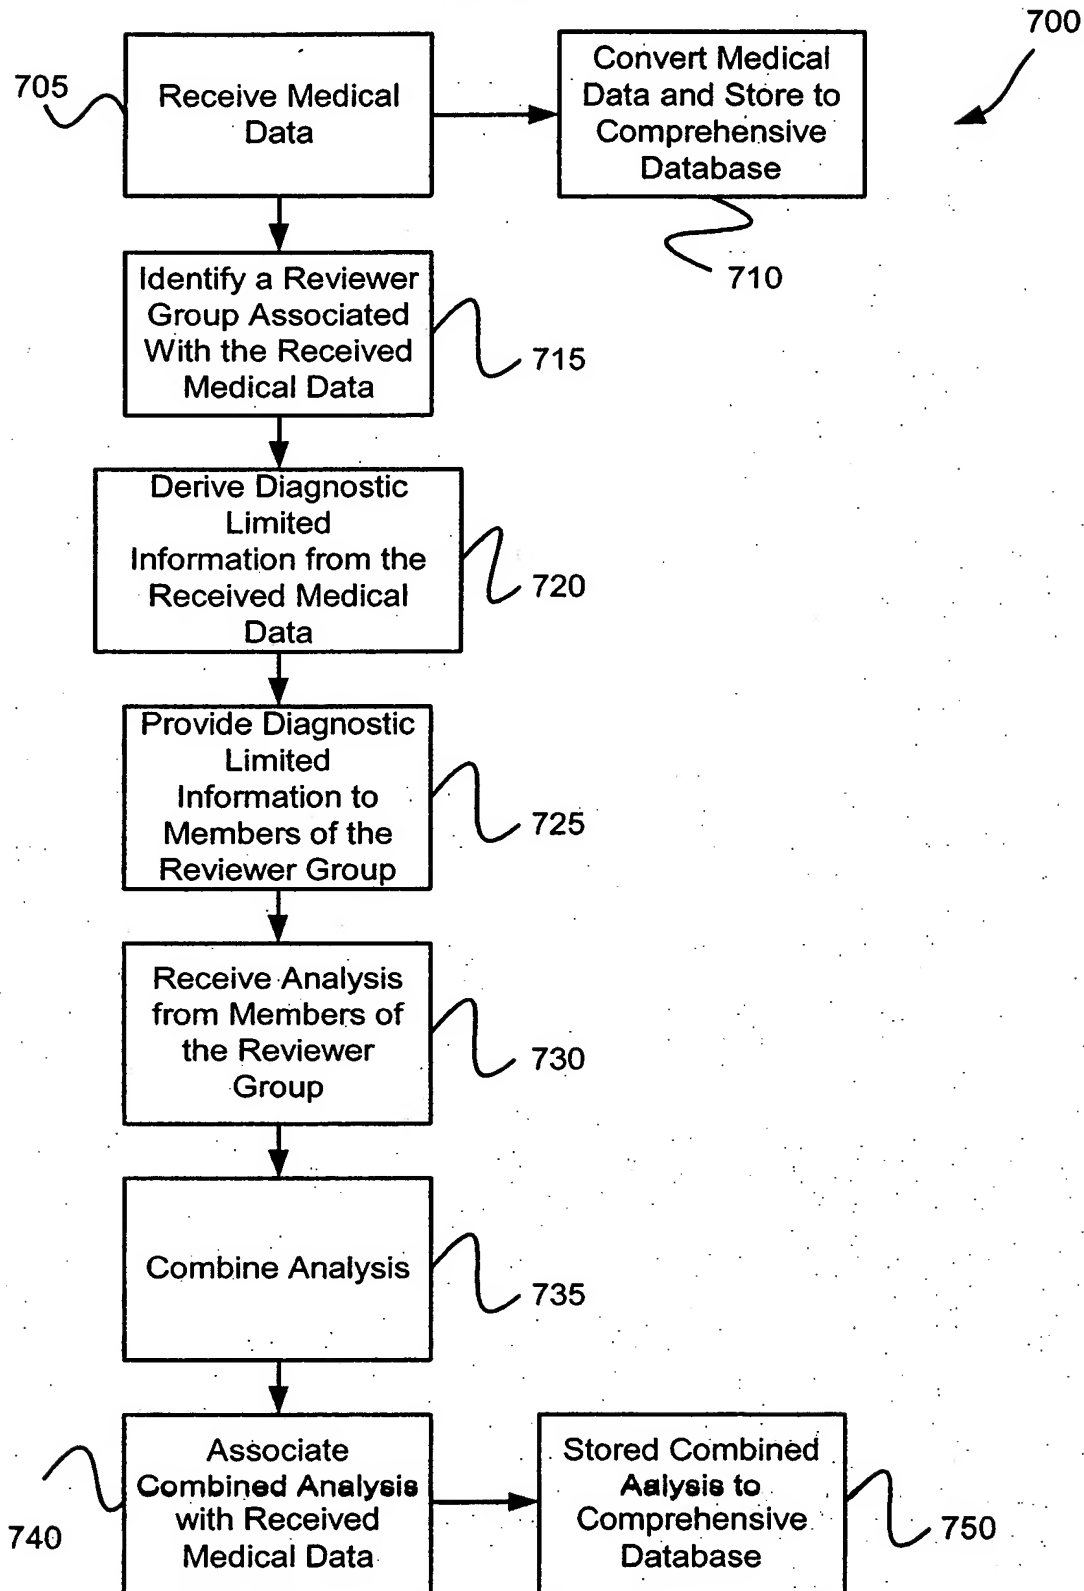 700
705
Receive Medical
Data
Convert Medical
Data and Store to
Comprehensive
Database
710
Identify a Reviewer
Group Associated
With the Received
Medical Data
715
Derive Diagnostic
Limited
Information from the
Received Medical
Data
720
Provide Diagnostic
Limited
Information to
Members of the
Reviewer Group
725
Receive Analysis
from Members of
the Reviewer
Group
730
Combine Analysis
735
Associate
Combined Analysis
with Received
Medical Data
740
Stored Combined
Aalysis to
Comprehensive
Database
750